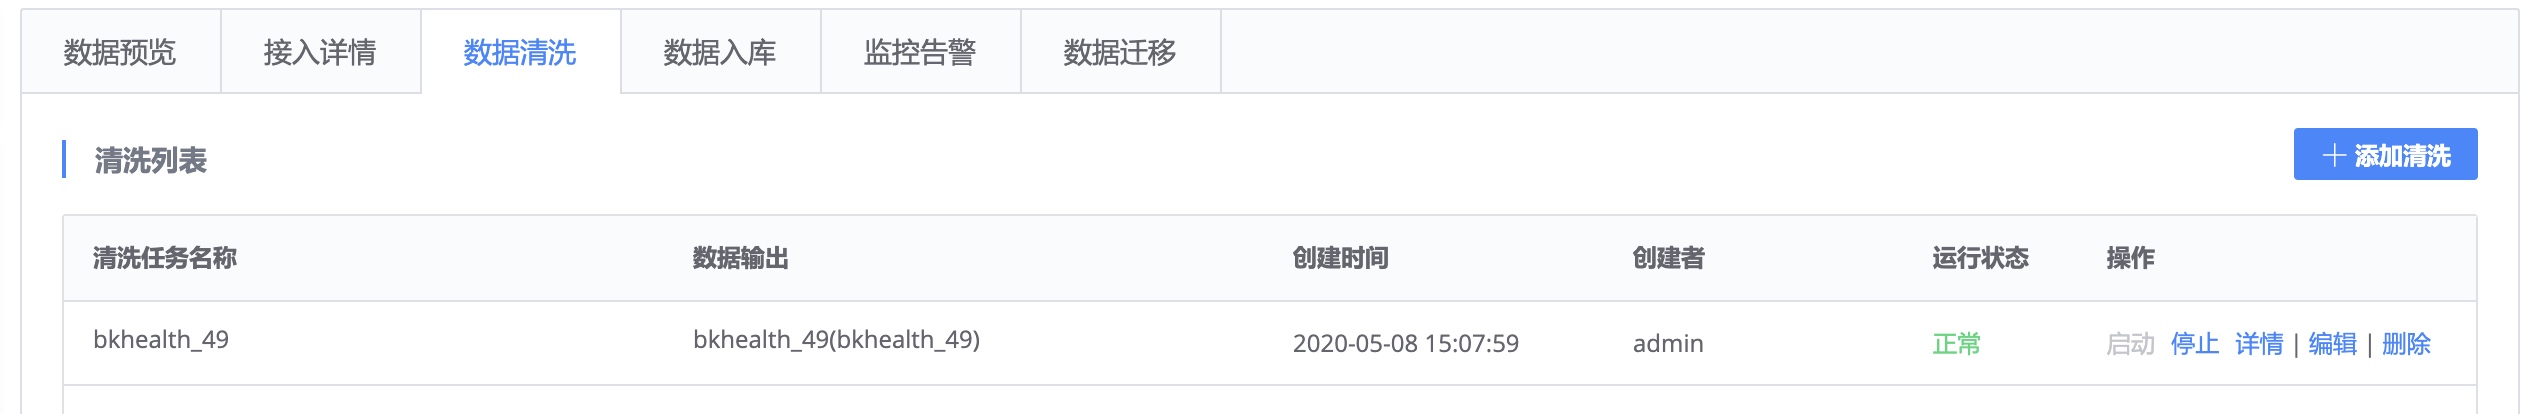 数据预览 接入详情 数据清洗 数据入库 监控告警 数据迁移
清洗列表 + 添加清洗
清洗任务名称 数据输出 创建时间 创建者 运行状态 操作
bkhealth_49 bkhealth_49(bkhealth_49) 2020-05-08 15:07:59 admin 正常 启动 停止 详情 | 编辑 | 删除